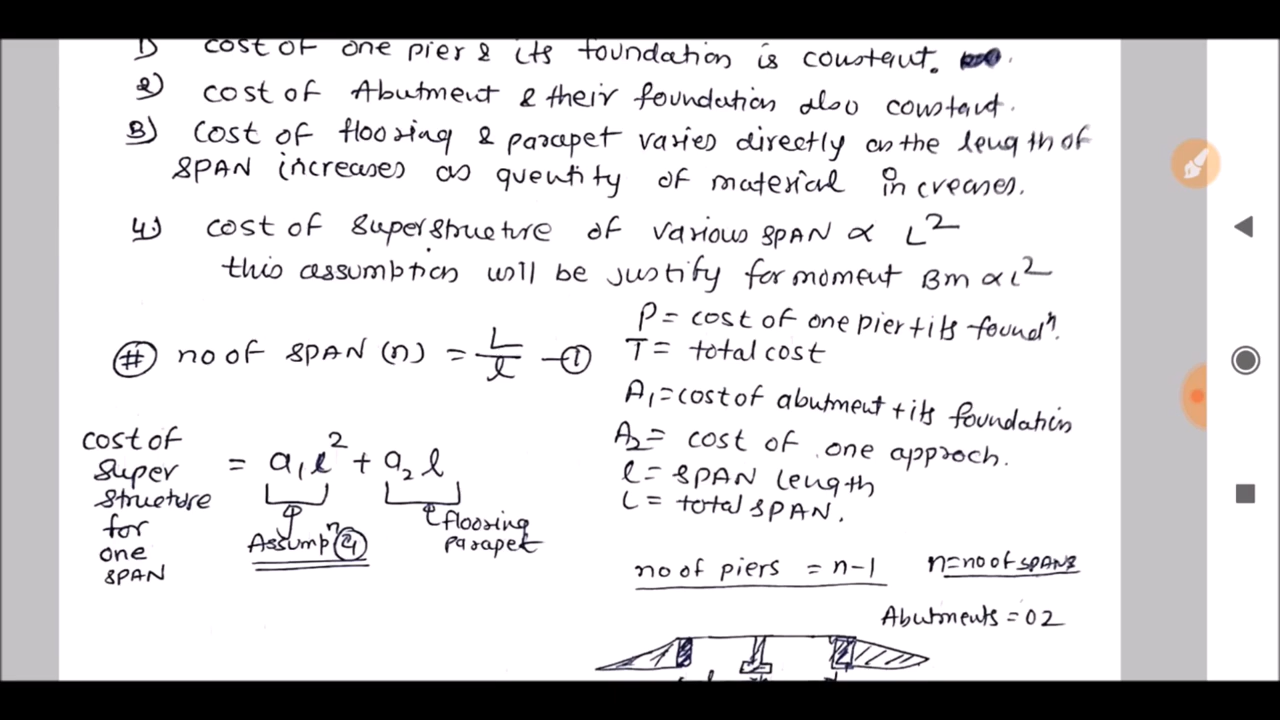 1) cost of one pier & its foundation is constant.
2) cost of Abutment & their foundation also constant.
3) cost of flooring & parapet varies directly as the length of
SPAN increases as quentity of material increases.
4) cost of superstructure of various SPAN ∝ L²
this assumption will be justify for moment Bm ∝ L²
P = cost of one pier + its foundⁿ.
T = total cost
# no of SPAN (n) = L/l —①
A₁ = cost of abutment + its foundation
A₂ = cost of one approch.
l = SPAN length
L = total SPAN.
cost of
super
structure
for
one
SPAN
= a₁l² + a₂l
Assumpⁿ ④
flooring
parapet
no of piers = n-1
n = no of SPANS
Abutments = 02
l